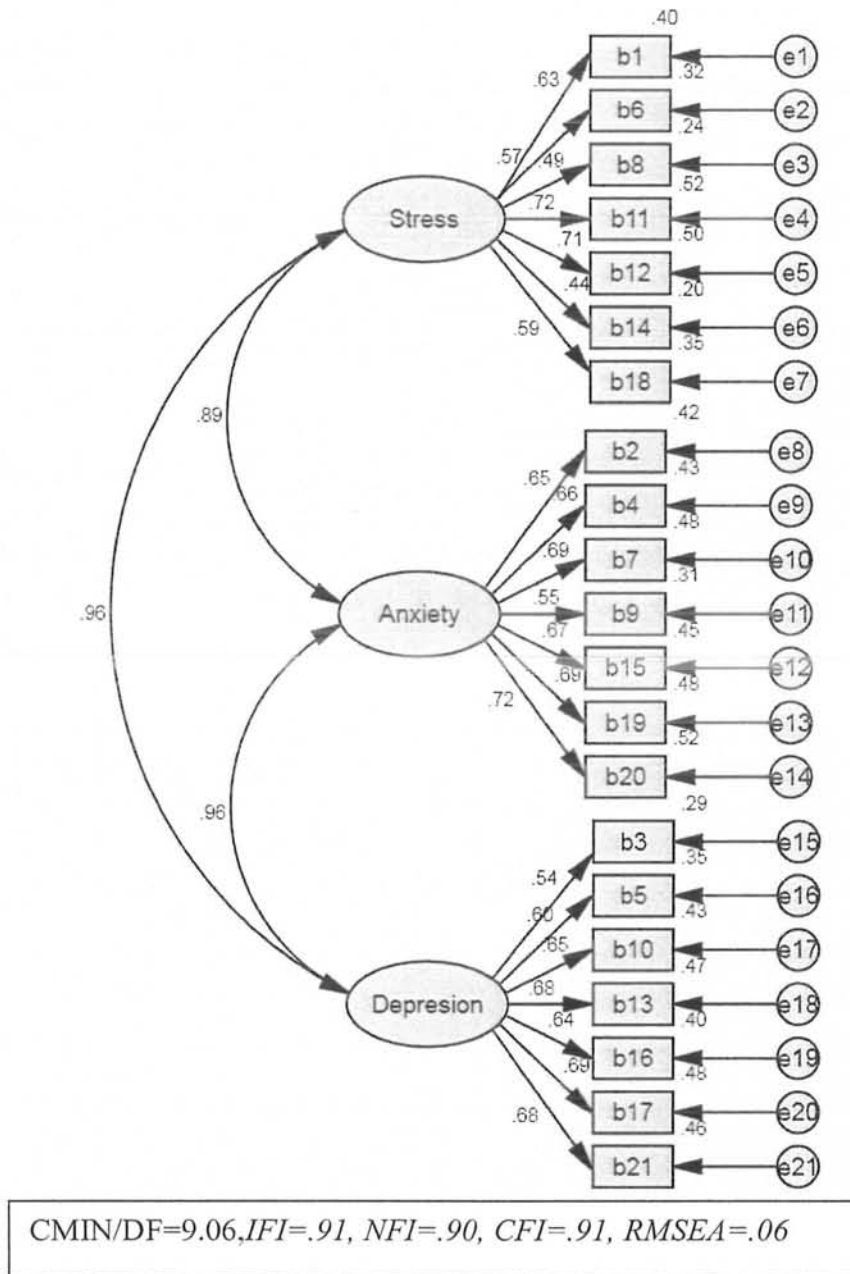 .40
b1 e1
.63 .32
b6 e2
.24
.57 .49 b8 e3
.72 .52
Stress b11 e4
.71 .50
b12 e5
.44 .20
b14 e6
.59 .35
b18 e7
.89 .42
b2 e8
.65 .43
.66 b4 e9
.69 .48
b7 e10
.55 .31
.96 Anxiety b9 e11
.67 .45
.69 b15 e12
.72 .48
b19 e13
.52
b20 e14
.96 .29
b3 e15
.54 .35
.60 b5 e16
.65 .43
b10 e17
.68 .47
Depresion b13 e18
.64 .40
.69 b16 e19
.48
.68 b17 e20
.46
b21 e21
CMIN/DF=9.06,IFI=.91, NFI=.90, CFI=.91, RMSEA=.06